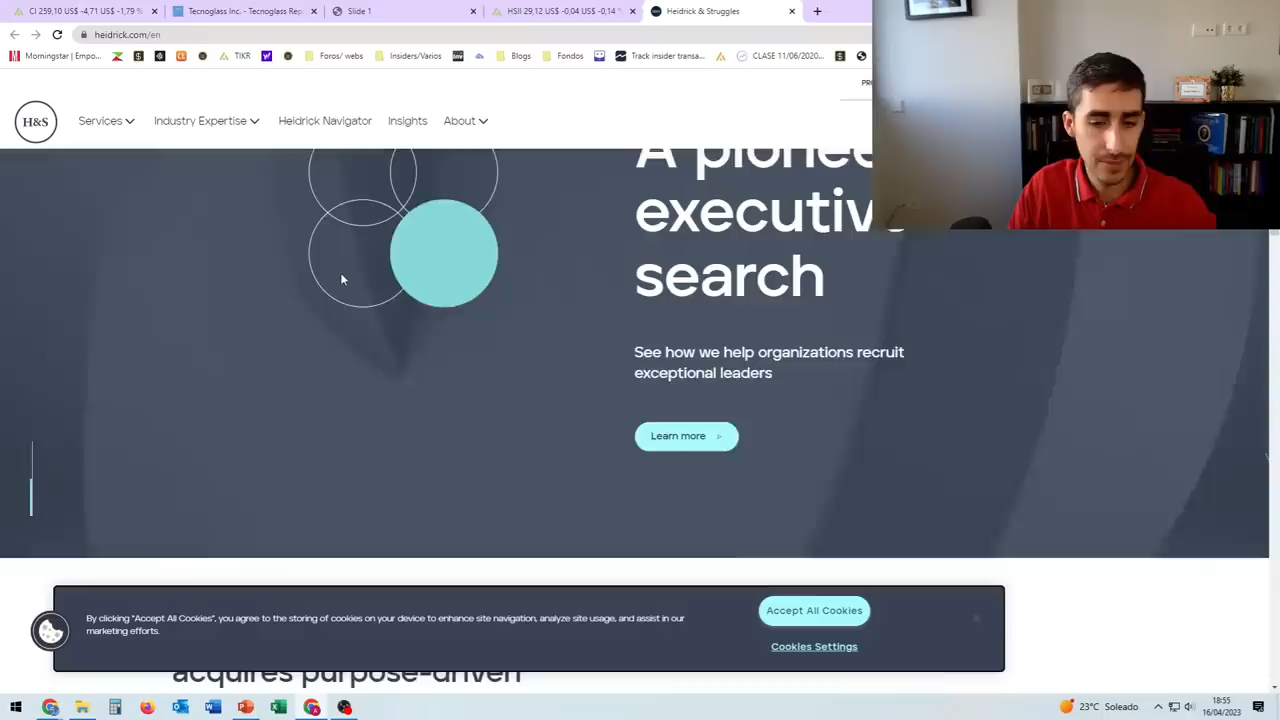 CI 259,10 US$ -4,71 -1,79 %
Tecnoglass Inc. - Tecnoglass Rep
Slide 1
HSII 29,12 US$ -0,04 -0,14 %
Heidrick & Struggles
heidrick.com/en
Morningstar | Empo...
TIKR
Foros/ webs
Insiders/Varios
Blogs
Fondos
Track insider transa...
CLASE 11/06/2020...
H&S
Services
Industry Expertise
Heidrick Navigator
Insights
About
executiv
search
See how we help organizations recruit
exceptional leaders
Learn more
By clicking "Accept All Cookies", you agree to the storing of cookies on your device to enhance site navigation, analyze site usage, and assist in our
marketing efforts.
Accept All Cookies
Cookies Settings
acquires purpose-driven
23°C Soleado
18:55
16/04/2023